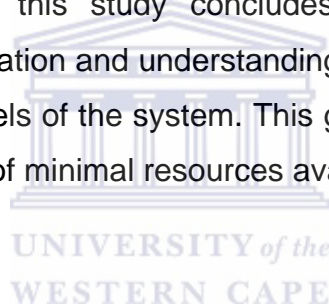 this study concludes
ation and understanding
els of the system. This g
of minimal resources ava
UNIVERSITY of the
WESTERN CAPE